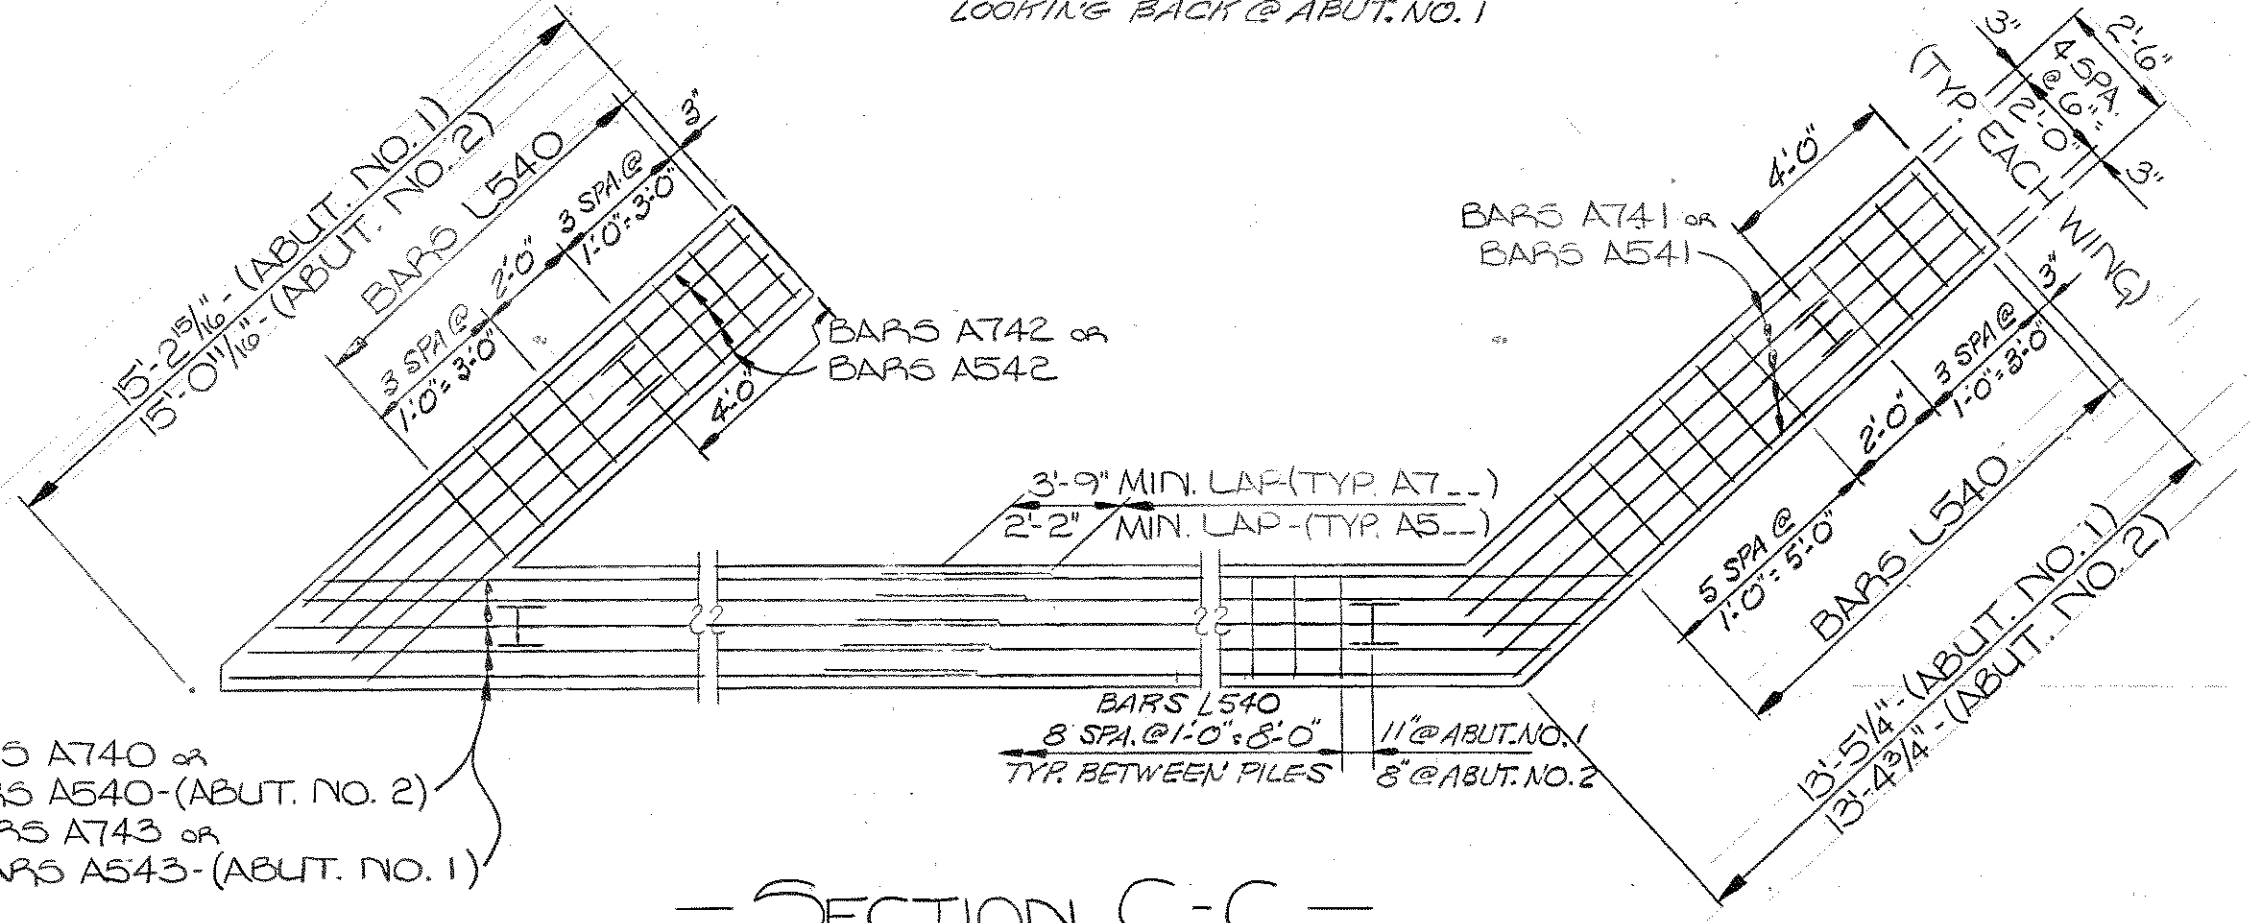 LOOKING BACK @ ABUT. NO. 1
15'-2 15/16"-(ABUT. NO. 1)
15'-0 11/16"-(ABUT. NO. 2)
BARS L540
3 SPA @
1'-0"= 3'-0"
2'-0"
3 SPA.@
1'-0"= 3'-0"
3"
BARS A742 OR
BARS A542
4'-0"
3'-9" MIN. LAP-(TYP. A7__)
2'-2" MIN. LAP-(TYP. A5__)
BARS A741 OR
BARS A541
4'-0"
3"
4 SPA.
@ 6"=
2'-0"
2'-6"
3"
(TYP. EACH WING)
3"
3 SPA @
1'-0"= 3'-0"
2'-0"
5 SPA @
1'-0"= 5'-0"
BARS L540
13'-5 1/4"-(ABUT. NO. 1)
13'-4 3/4"-(ABUT. NO. 2)
BARS L540
8 SPA.@1'-0"=8'-0"
TYP. BETWEEN PILES
11"@ABUT.NO.1
8"@ABUT.NO.2
S A740 OR
RS A540-(ABUT. NO. 2)
RS A743 OR
ARS A543-(ABUT. NO. 1)
— SECTION C-C —